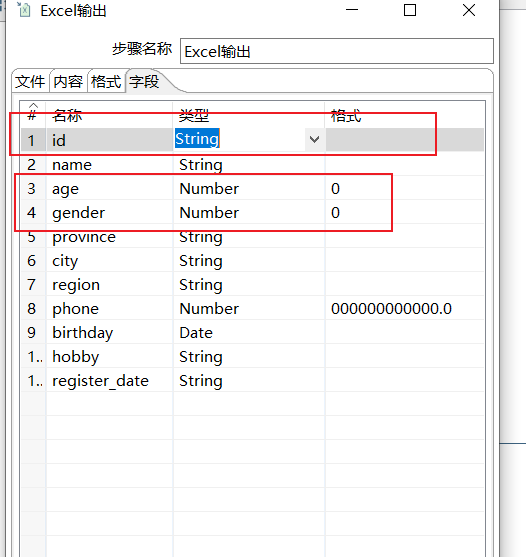 Excel输出
步骤名称 Excel输出
文件 内容 格式 字段
# 名称 类型 格式
1 id String
2 name String
3 age Number 0
4 gender Number 0
5 province String
6 city String
7 region String
8 phone Number 000000000000.0
9 birthday Date
1.. hobby String
1.. register_date String